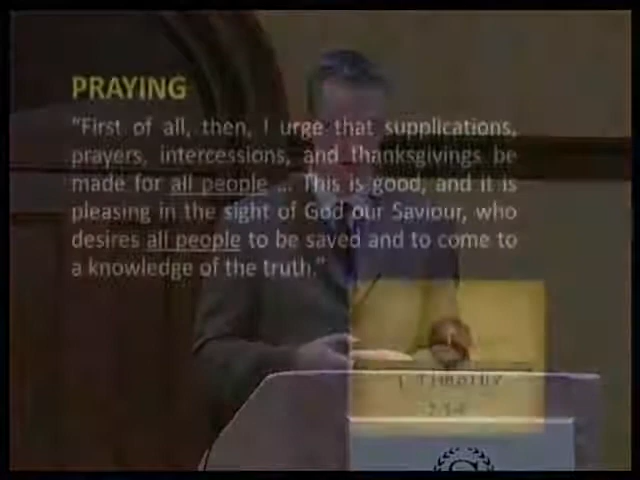 PRAYING
“First of all, then, I urge that supplications,
prayers, intercessions, and thanksgivings be
made for all people ... This is good, and it is
pleasing in the sight of God our Saviour, who
desires all people to be saved and to come to
a knowledge of the truth.”
1 TIMOTHY